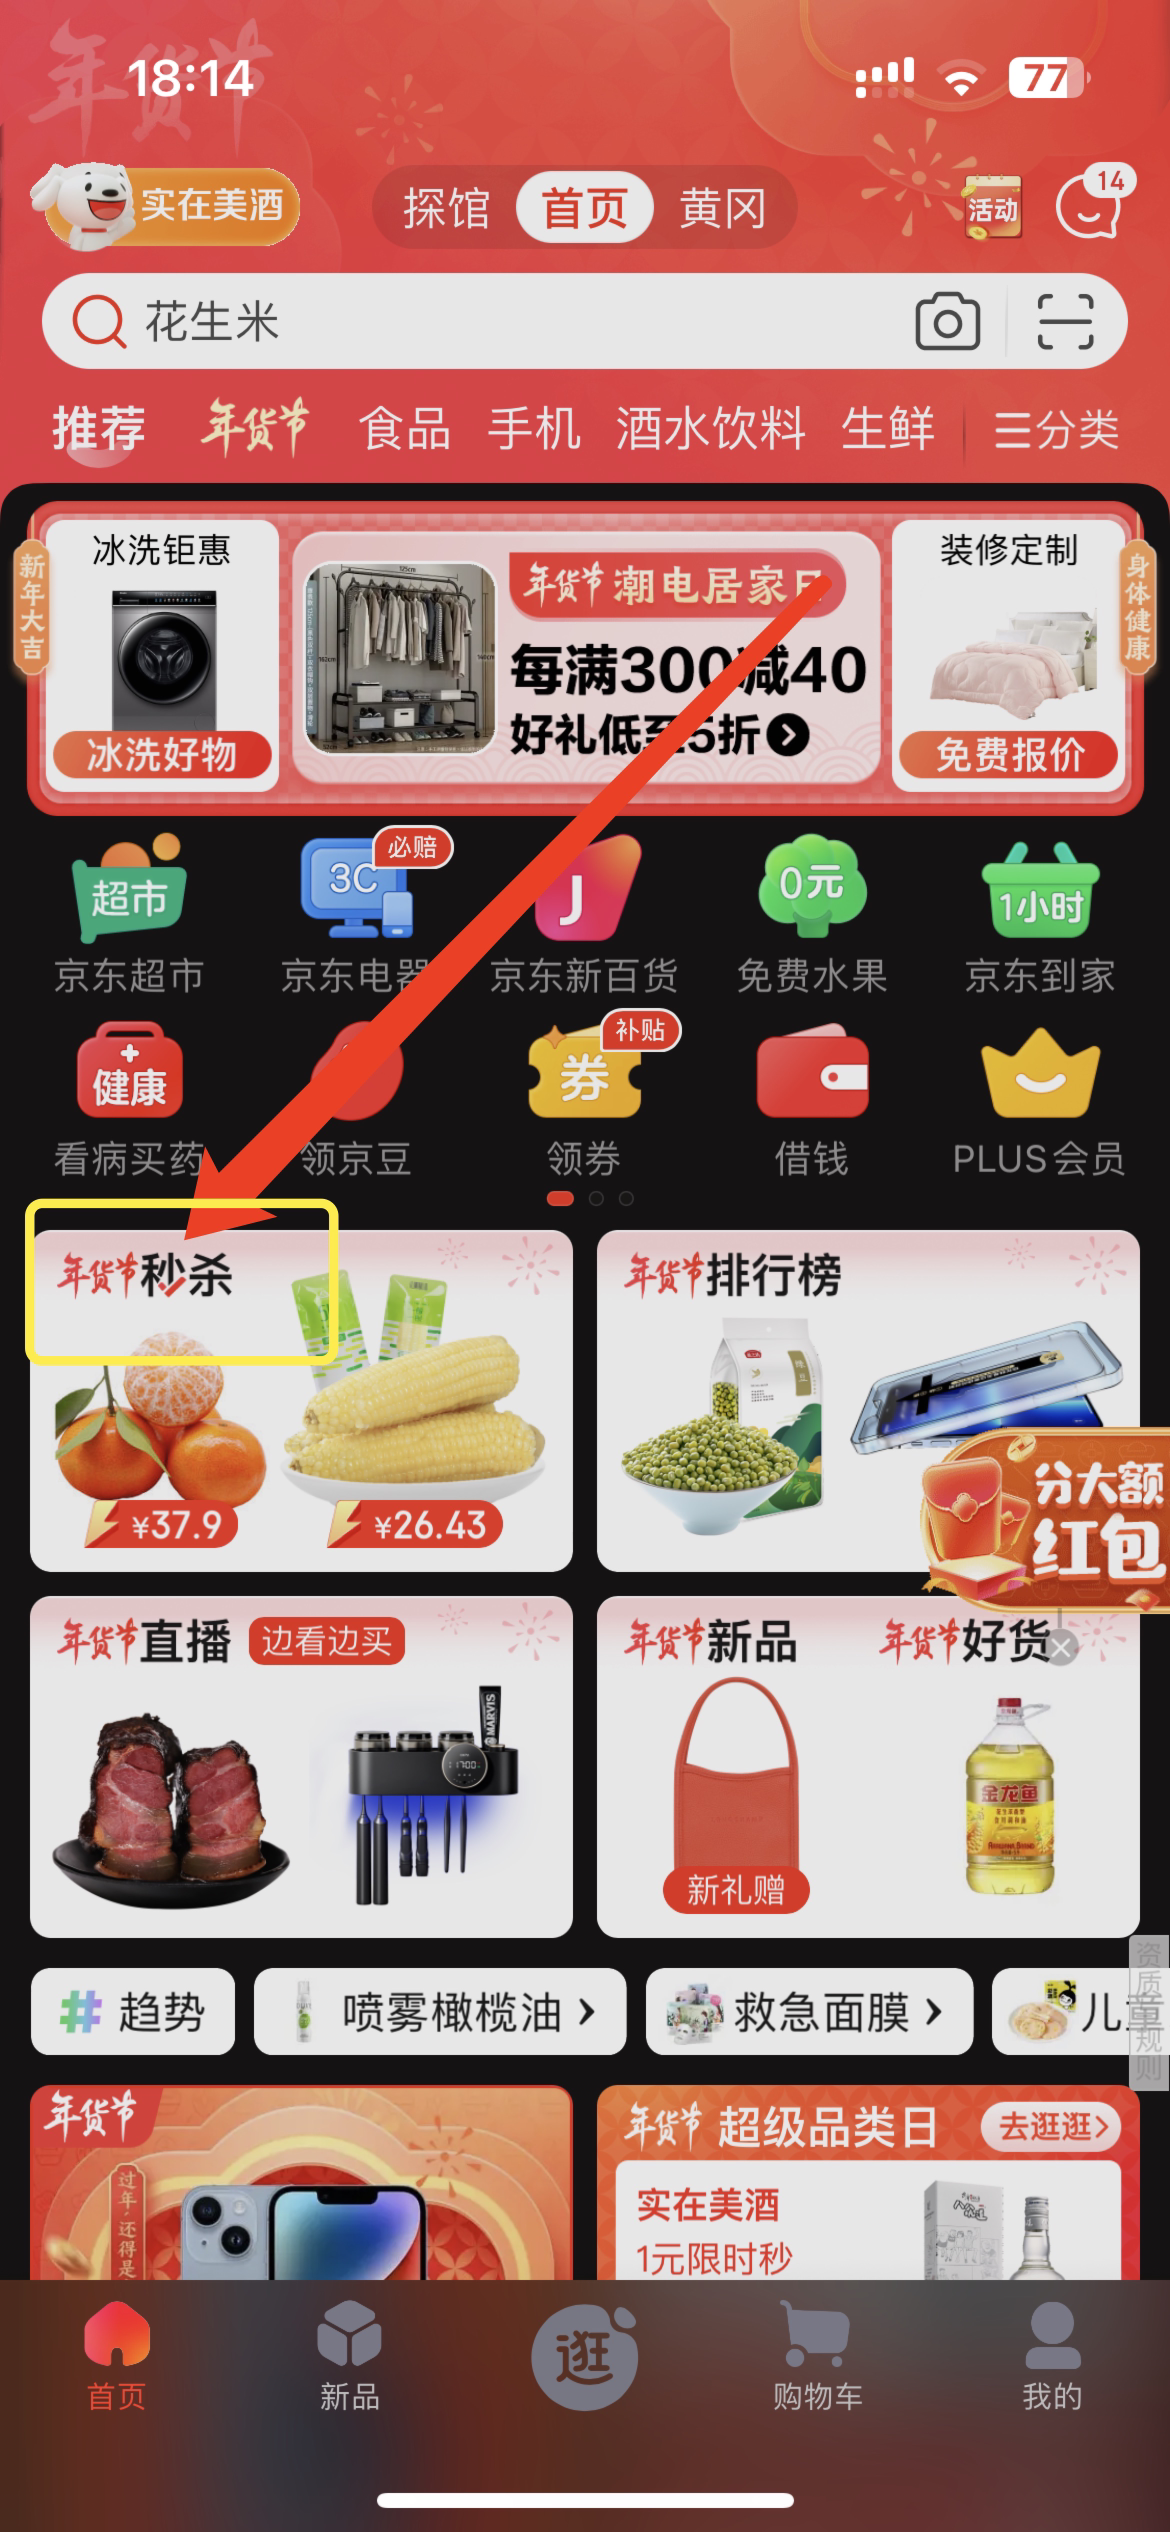 年货节
18:14
77
实在美酒
探馆 首页 黄冈
活动
14
花生米
推荐 年货节 食品 手机 酒水饮料 生鲜 分类
新年大吉
冰洗钜惠
冰洗好物
年货节 潮电居家日
每满300减40
好礼低至5折
装修定制
免费报价
身体健康
超市
3C
必赔
J
0元
1小时
京东超市 京东电器 京东新百货 免费水果 京东到家
健康
券
补贴
看病买药 领京豆 领券 借钱 PLUS会员
年货节秒杀
¥37.9
¥26.43
年货节排行榜
分大额
红包
年货节直播 边看边买
MARVIS
年货节新品
新礼赠
年货节好货
金龙鱼
# 趋势
喷雾橄榄油
救急面膜
儿童
资质规则
年货节
过年,还得是
年货节 超级品类日
去逛逛
实在美酒
1元限时秒
首页
新品
逛
购物车
我的